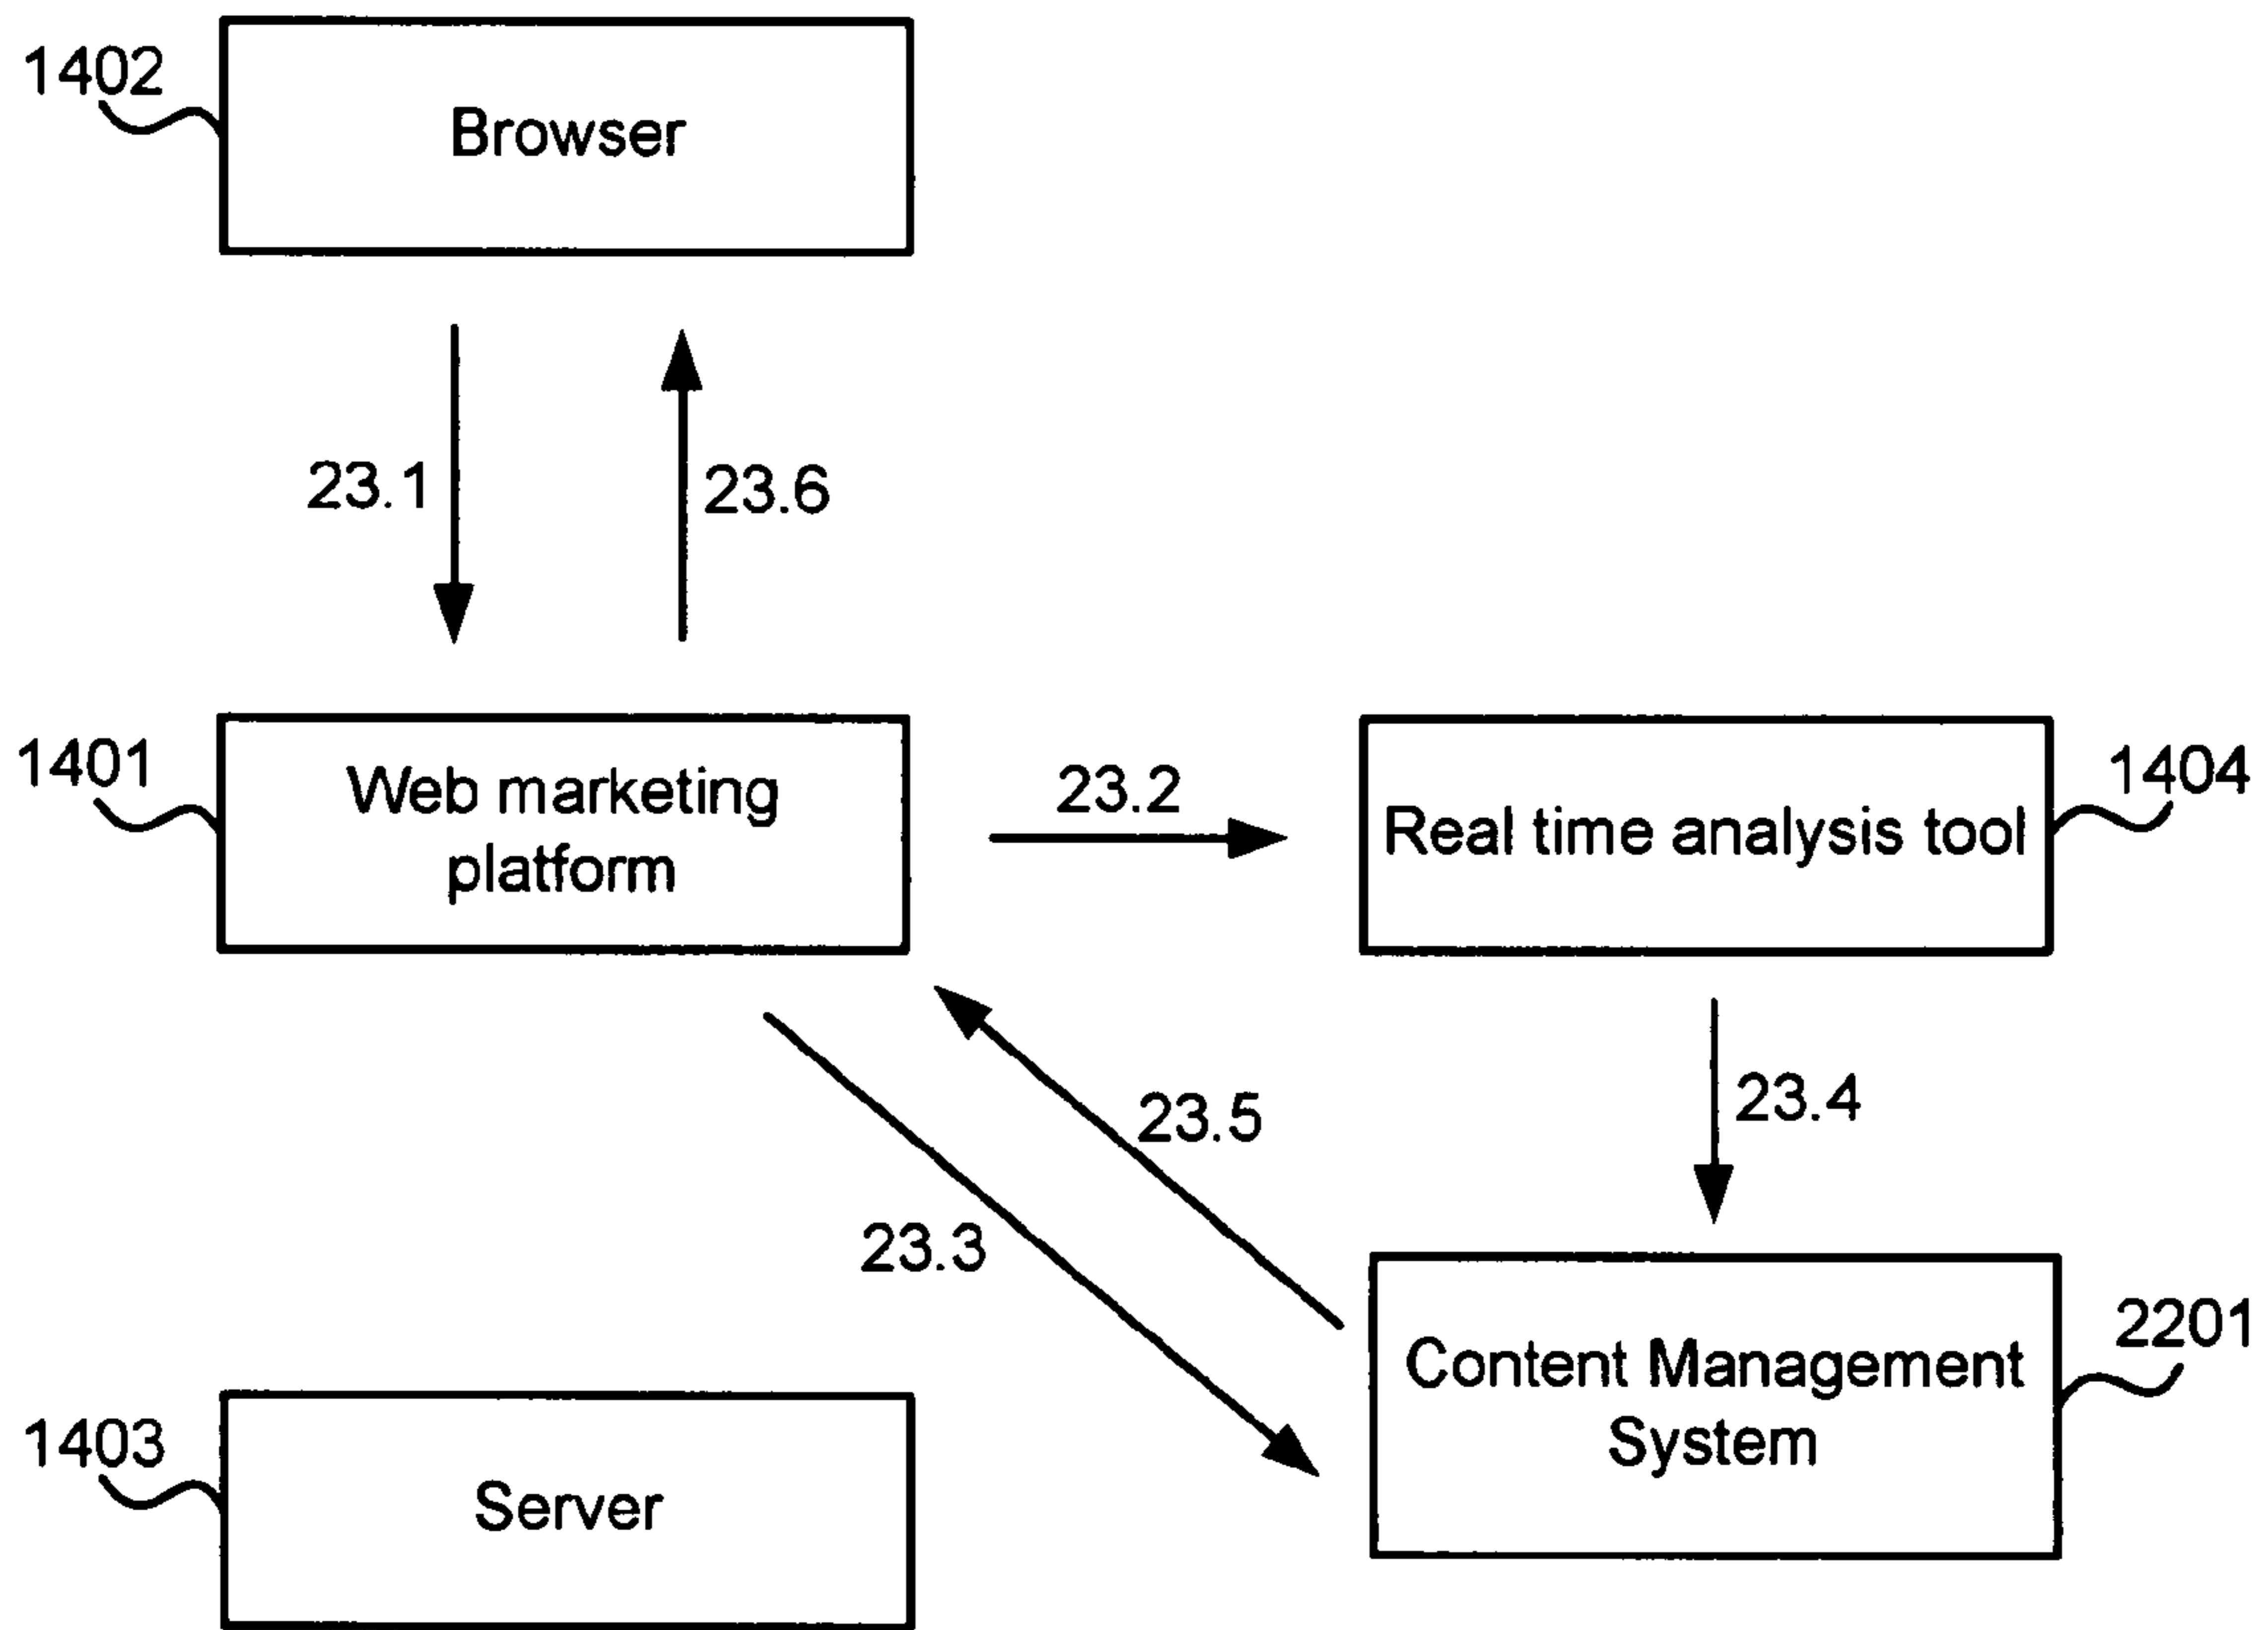 1402
Browser
23.1
23.6
1401
Web marketing
platform
23.2
Real time analysis tool
1404
23.5
23.4
23.3
Content Management
System
2201
1403
Server